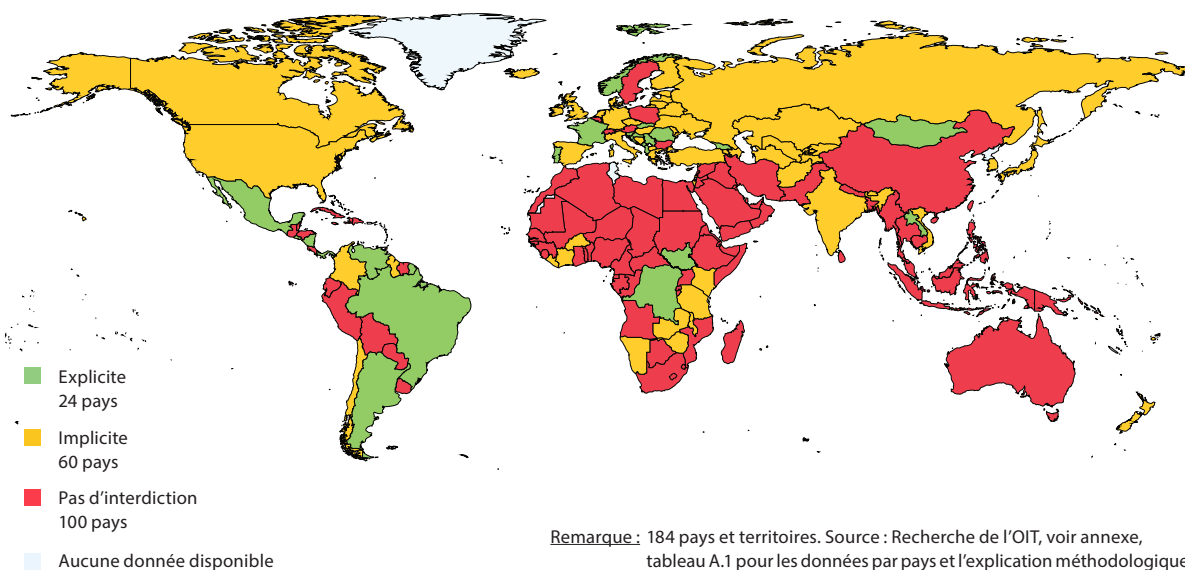 Explicite
24 pays
Implicite
60 pays
Pas d’interdiction
100 pays
Aucune donnée disponible
Remarque : 184 pays et territoires. Source : Recherche de l’OIT, voir annexe,
tableau A.1 pour les données par pays et l’explication méthodologique